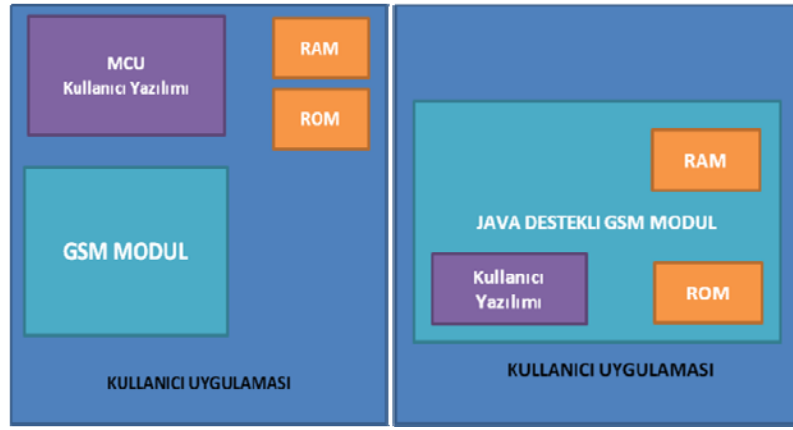 MCU
Kullanıcı Yazılımı
RAM
ROM
GSM MODUL
KULLANICI UYGULAMASI
RAM
JAVA DESTEKLI GSM MODUL
Kullanıcı
Yazılımı
ROM
KULLANICI UYGULAMASI